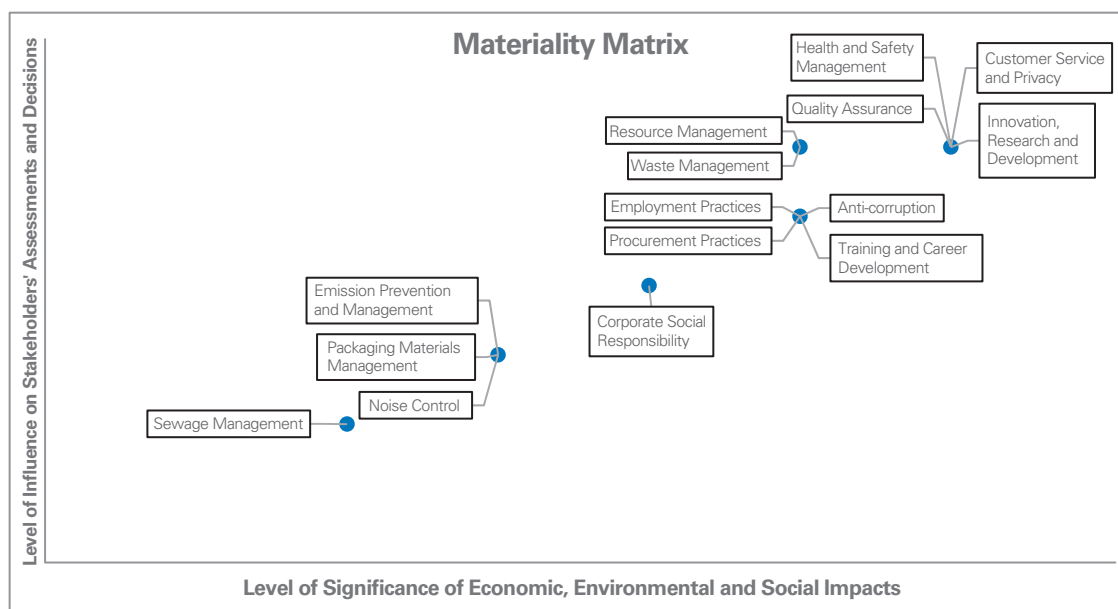 Materiality Matrix
Level of Influence on Stakeholders' Assessments and Decisions
Health and Safety
Management
Customer Service
and Privacy
Quality Assurance
Innovation,
Research and
Development
Resource Management
Waste Management
Employment Practices
Anti-corruption
Procurement Practices
Training and Career
Development
Emission Prevention
and Management
Corporate Social
Responsibility
Packaging Materials
Management
Noise Control
Sewage Management
Level of Significance of Economic, Environmental and Social Impacts